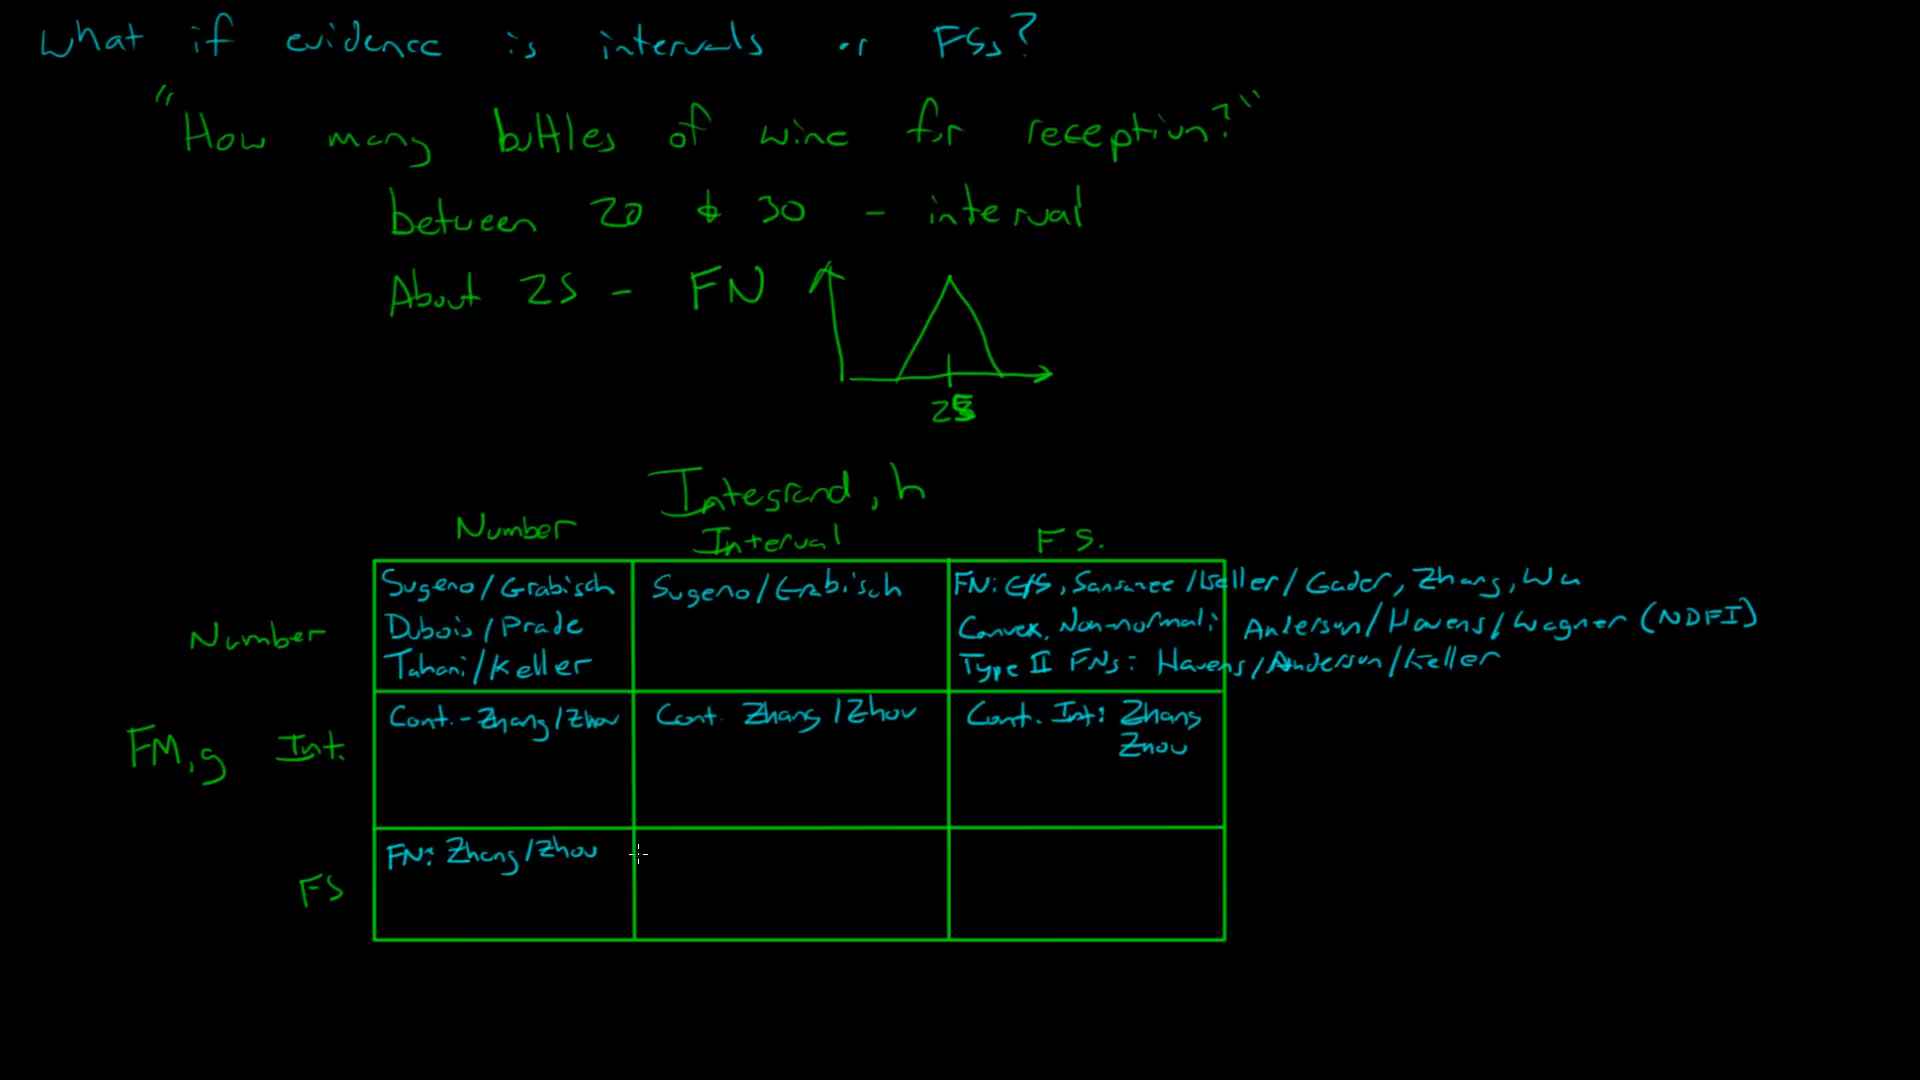 What if evidence is intervals or FSs?
"How many bottles of wine for reception?"
between 20 & 30 - interval
About 25 - FN
25
Integrand, h
Number Interval F.S.
Number
Sugeno/Grabisch
Dubois/Prade
Tahani/Keller
Sugeno/Grabisch
FN: G/S, Sansanee/Keller/Gader, Zhang, Wu
Convex, Non-normal: Anderson/Havens/Wagner (NDFI)
Type II FNs: Havens/Anderson/Keller
FM, g Int.
Cont. - Zhang/Zhou
Cont. Zhang/Zhou
Cont. Int: Zhang
Zhou
FS
FN: Zhang/Zhou